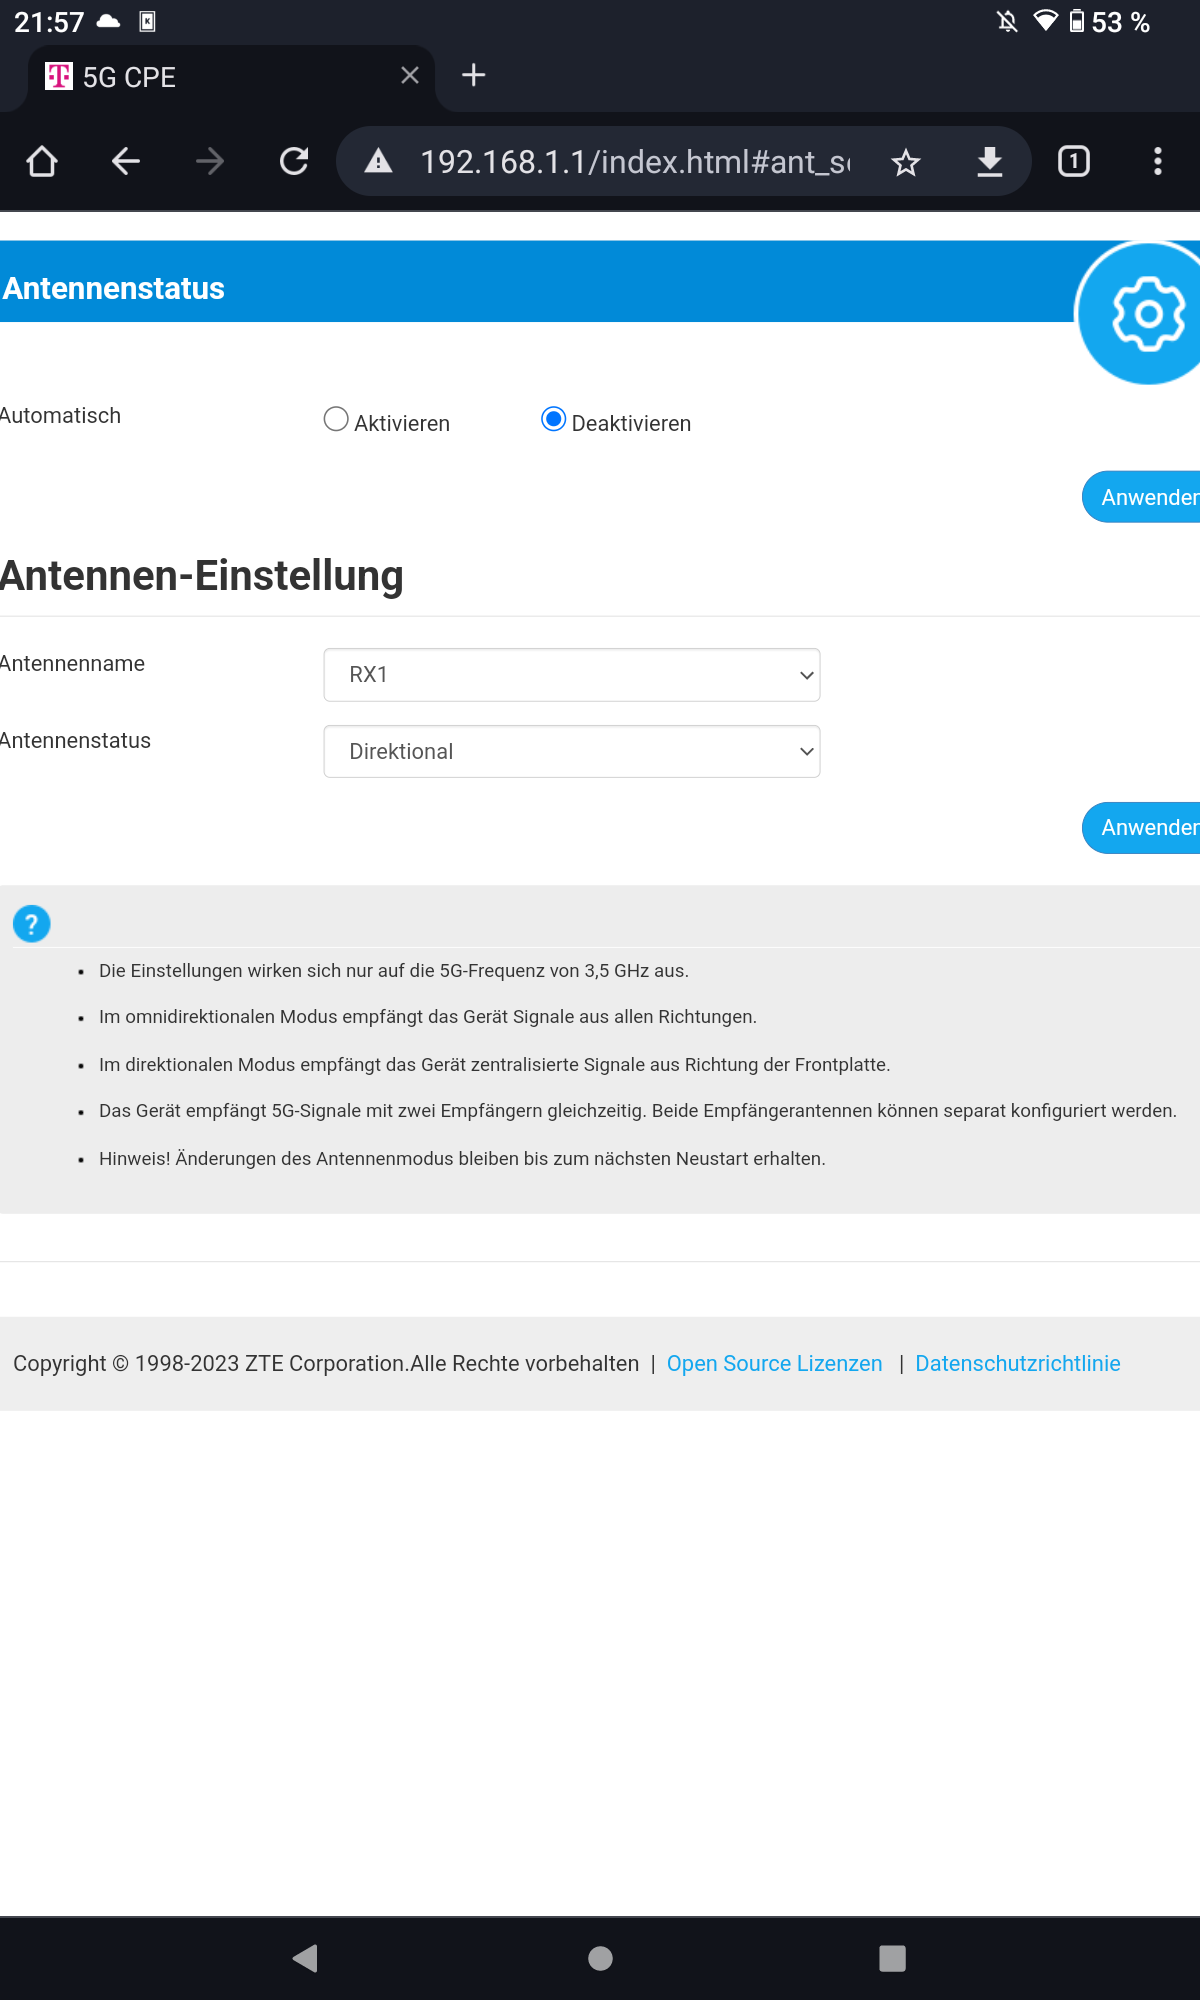 21:57
53 %
5G CPE
192.168.1.1/index.html#ant_s
1
Antennenstatus
Automatisch
Aktivieren
Deaktivieren
Anwenden
Antennen-Einstellung
Antennenname
RX1
Antennenstatus
Direktional
Anwenden
?
Die Einstellungen wirken sich nur auf die 5G-Frequenz von 3,5 GHz aus.
Im omnidirektionalen Modus empfängt das Gerät Signale aus allen Richtungen.
Im direktionalen Modus empfängt das Gerät zentralisierte Signale aus Richtung der Frontplatte.
Das Gerät empfängt 5G-Signale mit zwei Empfängern gleichzeitig. Beide Empfängerantennen können separat konfiguriert werden.
Hinweis! Änderungen des Antennenmodus bleiben bis zum nächsten Neustart erhalten.
Copyright © 1998-2023 ZTE Corporation.Alle Rechte vorbehalten | Open Source Lizenzen | Datenschutzrichtlinie